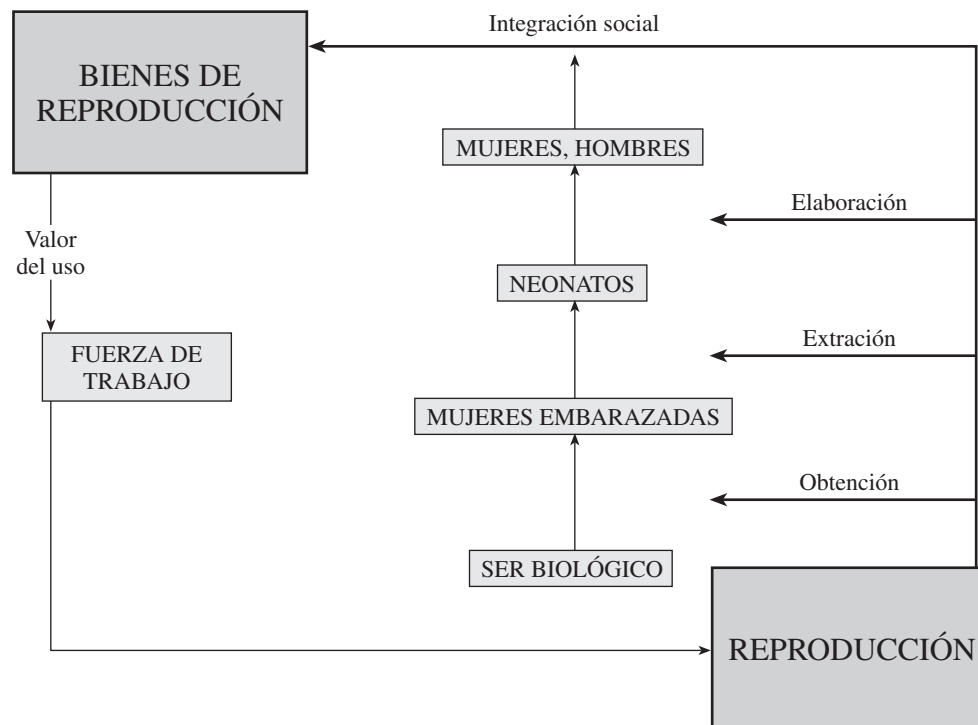 Integración social
BIENES DE
REPRODUCCIÓN
MUJERES, HOMBRES
Elaboración
Valor
del uso
NEONATOS
Extración
FUERZA DE
TRABAJO
MUJERES EMBARAZADAS
Obtención
SER BIOLÓGICO
REPRODUCCIÓN